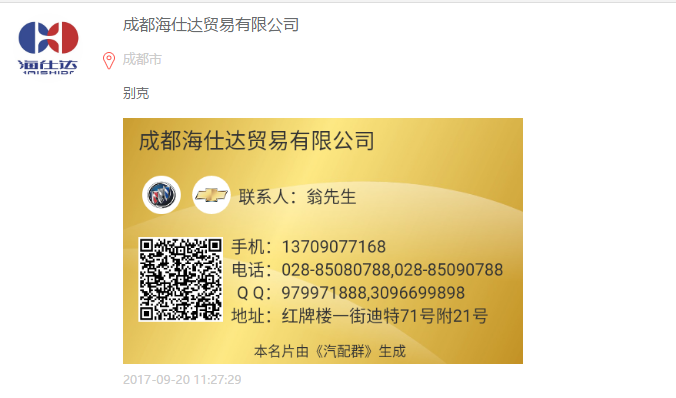 成都海仕达贸易有限公司
海仕达
成都市
别克
成都海仕达贸易有限公司
联系人：翁先生
手机：13709077168
电话：028-85080788,028-85090788
QQ：979971888,3096699898
地址：红牌楼一街迪特71号附21号
本名片由《汽配群》生成
2017-09-20 11:27:29